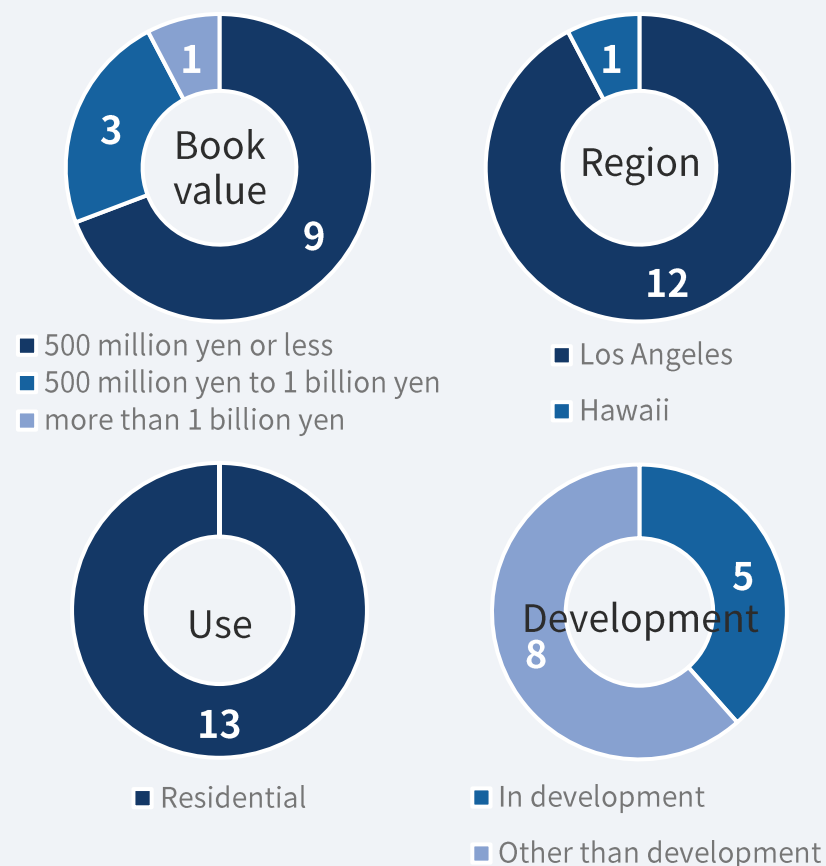 1
3
Book
value
9
500 million yen or less
500 million yen to 1 billion yen
more than 1 billion yen
1
Region
12
Los Angeles
Hawaii
Use
13
Residential
5
Development
8
In development
Other than development